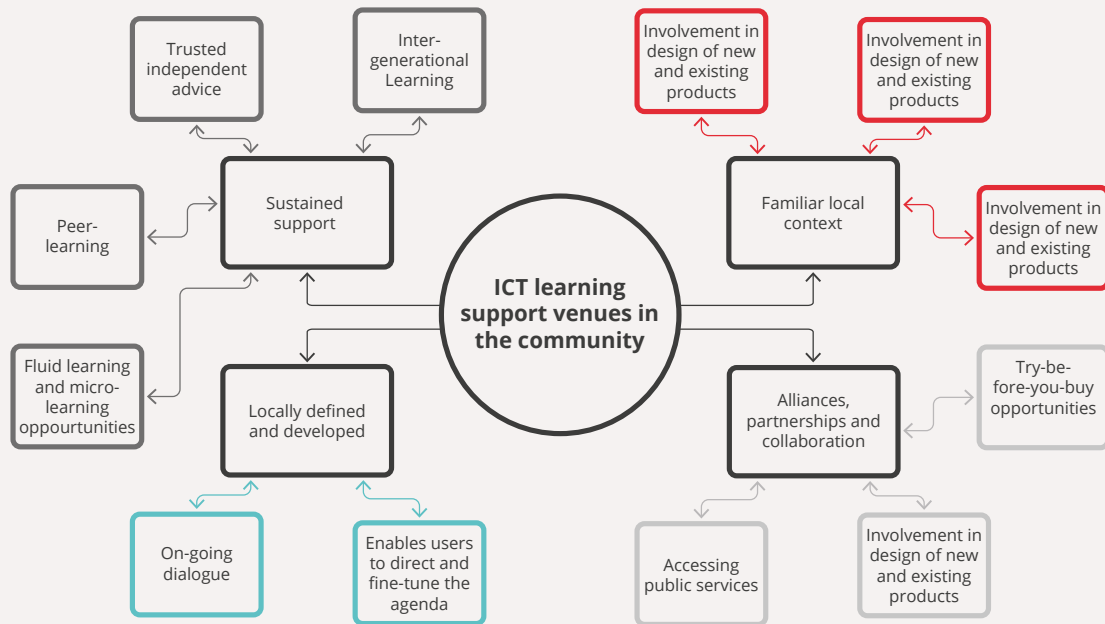 Trusted
independent
advice
Inter-
generational
Learning
Involvement in
design of new
and existing
products
Involvement in
design of new
and existing
products
Peer-
learning
Sustained
support
Familiar local
context
Involvement in
design of new
and existing
products
ICT learning
support venues in
the community
Fluid learning
and micro-
learning
oppourtunities
Locally defined
and developed
Alliances,
partnerships and
collaboration
Try-be-
fore-you-buy
opportunities
On-going
dialogue
Enables users
to direct and
fine-tune the
agenda
Accessing
public services
Involvement in
design of new
and existing
products